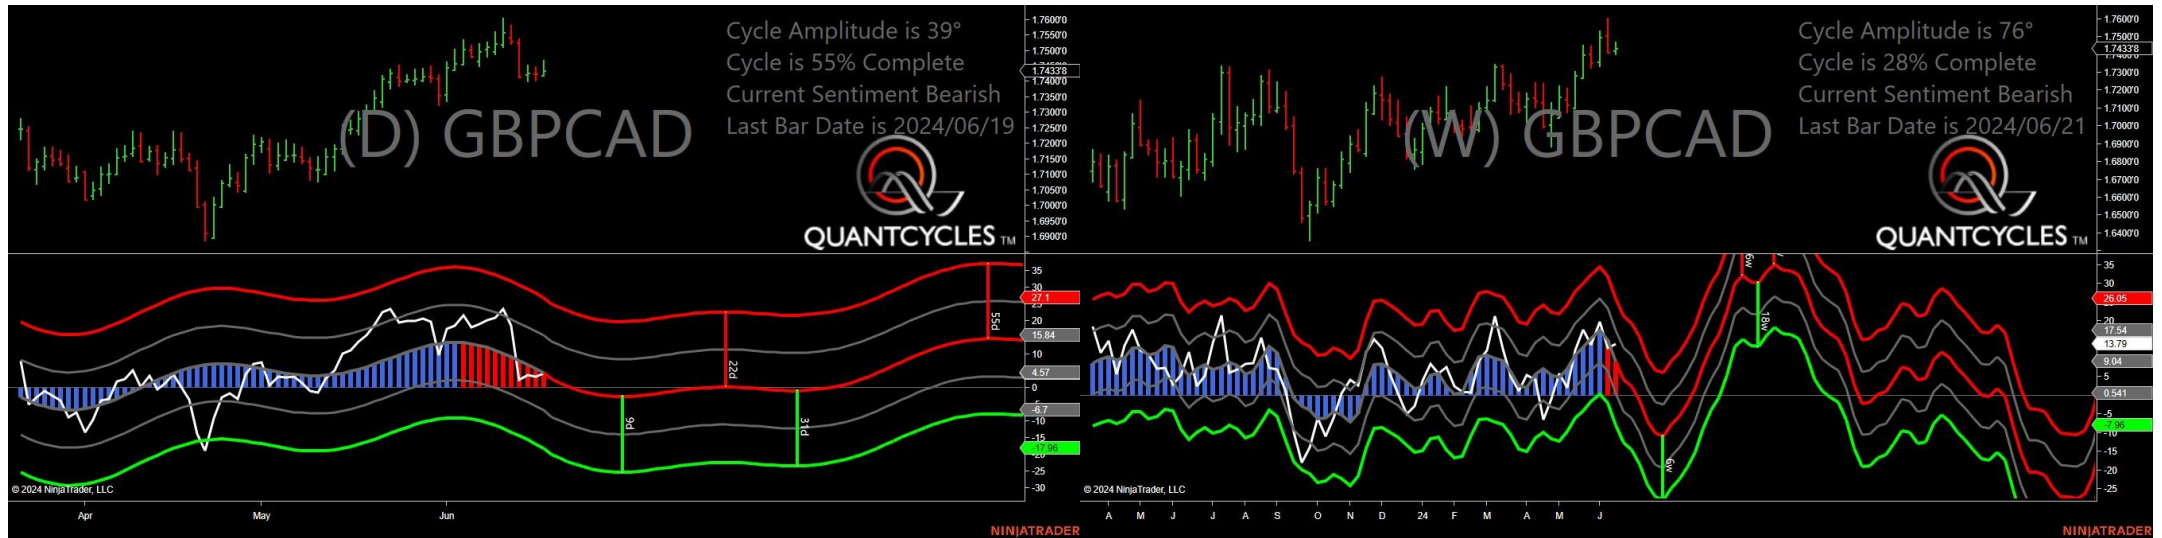 Cycle Amplitude is 39°
Cycle is 55% Complete
Current Sentiment Bearish
Last Bar Date is 2024/06/19
(D) GBPCAD
QUANTCYCLES TM
1.7600'0
1.7550'0
1.7500'0
1.7433'8
1.7400'0
1.7350'0
1.7300'0
1.7250'0
1.7200'0
1.7150'0
1.7100'0
1.7050'0
1.7000'0
1.6950'0
1.6900'0
35
30
27.1
20
15.84
10
4.57
0
-6.7
-10
-15
-17.96
-25
-30
9d
22d
31d
55d
© 2024 NinjaTrader, LLC
Apr May Jun
NINJATRADER
Cycle Amplitude is 76°
Cycle is 28% Complete
Current Sentiment Bearish
Last Bar Date is 2024/06/21
(W) GBPCAD
QUANTCYCLES TM
1.7600'0
1.7500'0
1.7433'8
1.7300'0
1.7200'0
1.7100'0
1.7000'0
1.6900'0
1.6800'0
1.6700'0
1.6600'0
1.6500'0
1.6400'0
35
30
26.05
20
17.54
13.79
9.04
5
0.541
-5
-7.96
-10
-15
-20
-25
6w
6w
18w
© 2024 NinjaTrader, LLC
A M J J A S O N D 24 F M A M J
NINJATRADER